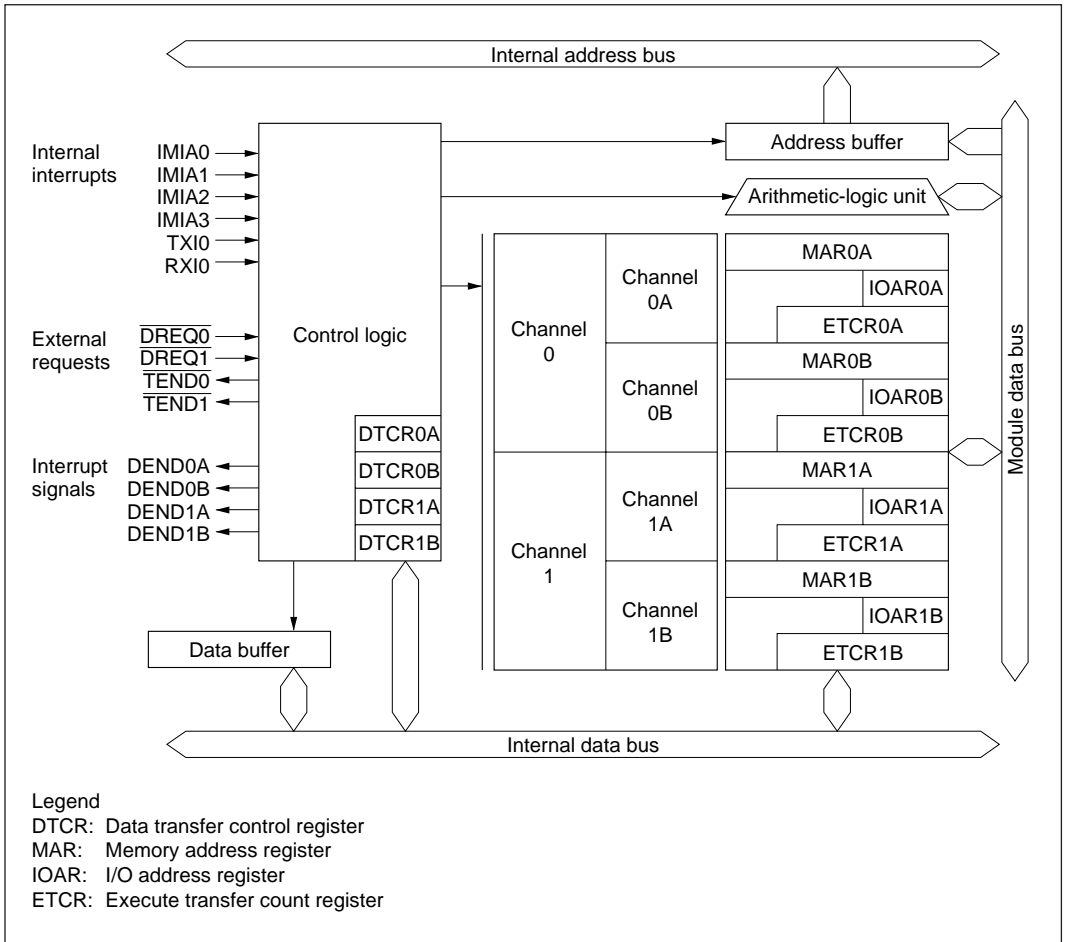 Internal address bus
Internal
interrupts
IMIA0
IMIA1
IMIA2
IMIA3
TXI0
RXI0
External
requests
DREQ0
DREQ1
TEND0
TEND1
Interrupt
signals
DEND0A
DEND0B
DEND1A
DEND1B
Control logic
DTCR0A
DTCR0B
DTCR1A
DTCR1B
Data buffer
Address buffer
Arithmetic-logic unit
Channel
0
Channel
0A
Channel
0B
Channel
1
Channel
1A
Channel
1B
MAR0A
IOAR0A
ETCR0A
MAR0B
IOAR0B
ETCR0B
MAR1A
IOAR1A
ETCR1A
MAR1B
IOAR1B
ETCR1B
Module data bus
Internal data bus
Legend
DTCR: Data transfer control register
MAR: Memory address register
IOAR: I/O address register
ETCR: Execute transfer count register